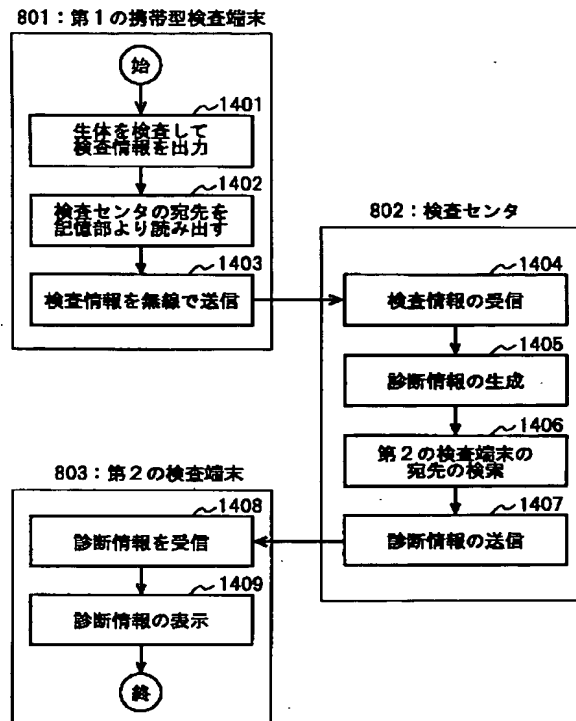 801：第1の携帯型検査端末
始
1401
生体を検査して
検査情報を出力
1402
検査センタの宛先を
記憶部より読み出す
1403
検査情報を無線で送信
802：検査センタ
1404
検査情報の受信
1405
診断情報の生成
1406
第2の検査端末の
宛先の検索
1407
診断情報の送信
803：第2の検査端末
1408
診断情報を受信
1409
診断情報の表示
終